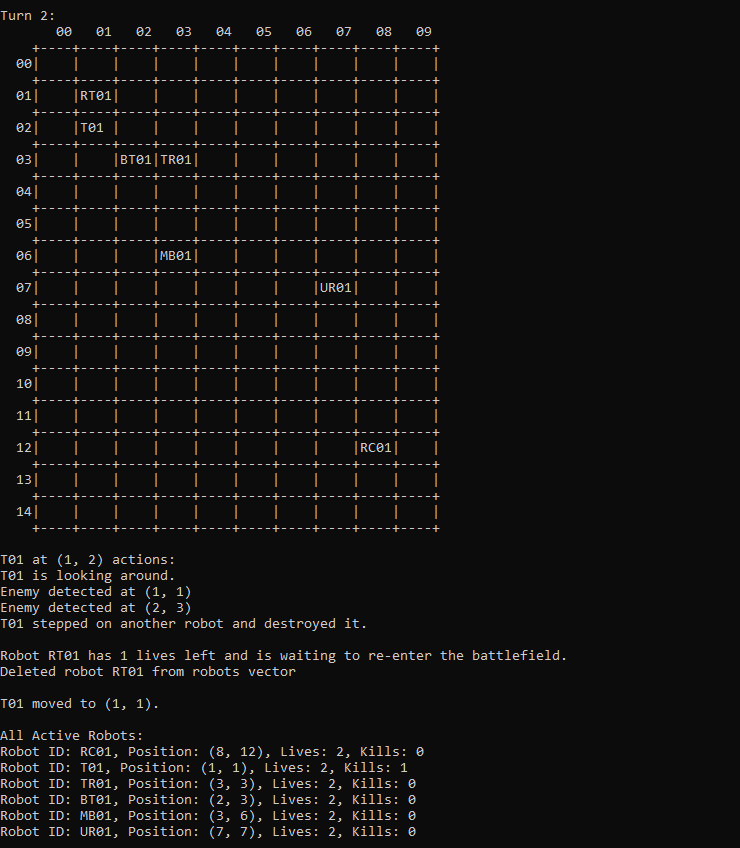 Turn 2:
       00   01   02   03   04   05   06   07   08   09
    +----+----+----+----+----+----+----+----+----+----+
  00|    |    |    |    |    |    |    |    |    |    |
    +----+----+----+----+----+----+----+----+----+----+
  01|    |RT01|    |    |    |    |    |    |    |    |
    +----+----+----+----+----+----+----+----+----+----+
  02|    |T01 |    |    |    |    |    |    |    |    |
    +----+----+----+----+----+----+----+----+----+----+
  03|    |    |BT01|TR01|    |    |    |    |    |    |
    +----+----+----+----+----+----+----+----+----+----+
  04|    |    |    |    |    |    |    |    |    |    |
    +----+----+----+----+----+----+----+----+----+----+
  05|    |    |    |    |    |    |    |    |    |    |
    +----+----+----+----+----+----+----+----+----+----+
  06|    |    |    |MB01|    |    |    |    |    |    |
    +----+----+----+----+----+----+----+----+----+----+
  07|    |    |    |    |    |    |    |UR01|    |    |
    +----+----+----+----+----+----+----+----+----+----+
  08|    |    |    |    |    |    |    |    |    |    |
    +----+----+----+----+----+----+----+----+----+----+
  09|    |    |    |    |    |    |    |    |    |    |
    +----+----+----+----+----+----+----+----+----+----+
  10|    |    |    |    |    |    |    |    |    |    |
    +----+----+----+----+----+----+----+----+----+----+
  11|    |    |    |    |    |    |    |    |    |    |
    +----+----+----+----+----+----+----+----+----+----+
  12|    |    |    |    |    |    |    |    |RC01|    |
    +----+----+----+----+----+----+----+----+----+----+
  13|    |    |    |    |    |    |    |    |    |    |
    +----+----+----+----+----+----+----+----+----+----+
  14|    |    |    |    |    |    |    |    |    |    |
    +----+----+----+----+----+----+----+----+----+----+

T01 at (1, 2) actions:
T01 is looking around.
Enemy detected at (1, 1)
Enemy detected at (2, 3)
T01 stepped on another robot and destroyed it.

Robot RT01 has 1 lives left and is waiting to re-enter the battlefield.
Deleted robot RT01 from robots vector

T01 moved to (1, 1).

All Active Robots:
Robot ID: RC01, Position: (8, 12), Lives: 2, Kills: 0
Robot ID: T01, Position: (1, 1), Lives: 2, Kills: 1
Robot ID: TR01, Position: (3, 3), Lives: 2, Kills: 0
Robot ID: BT01, Position: (2, 3), Lives: 2, Kills: 0
Robot ID: MB01, Position: (3, 6), Lives: 2, Kills: 0
Robot ID: UR01, Position: (7, 7), Lives: 2, Kills: 0